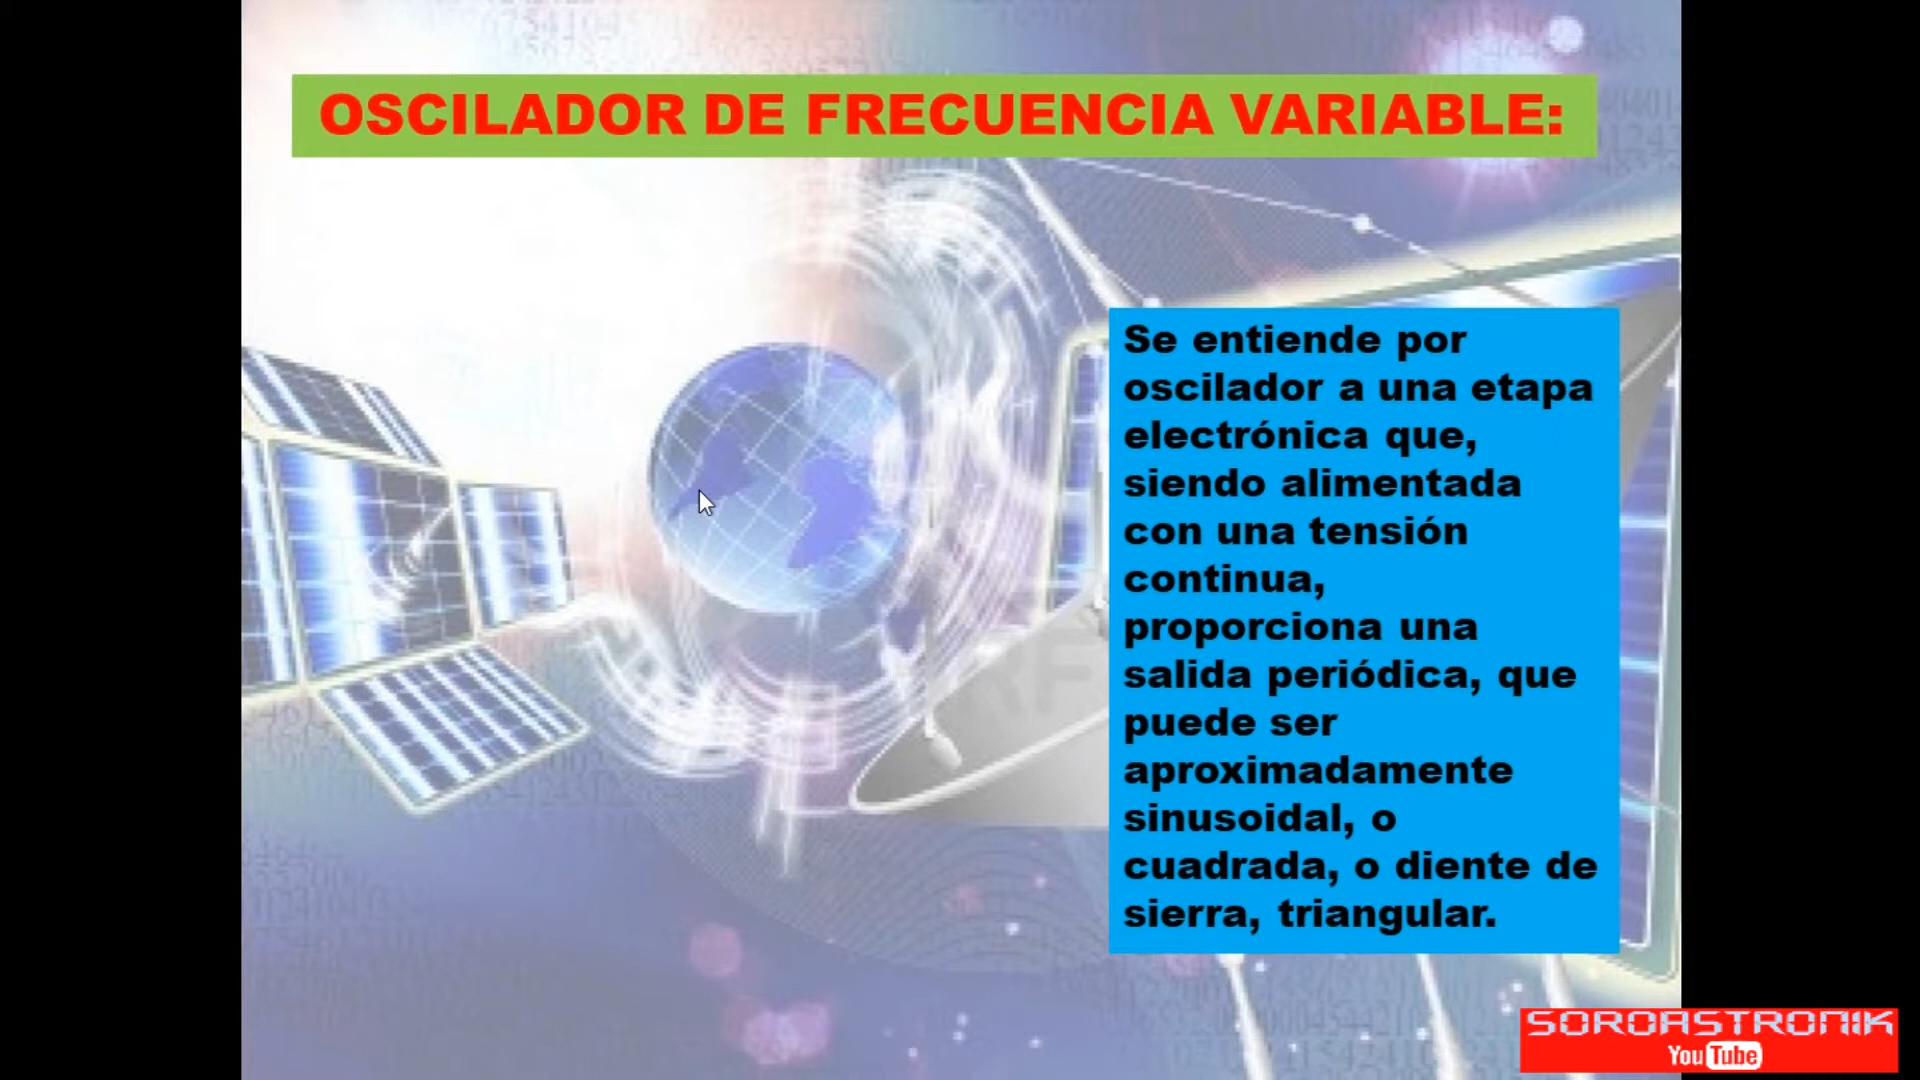 OSCILADOR DE FRECUENCIA VARIABLE:
Se entiende por
oscilador a una etapa
electrónica que,
siendo alimentada
con una tensión
continua,
proporciona una
salida periódica, que
puede ser
aproximadamente
sinusoidal, o
cuadrada, o diente de
sierra, triangular.
SOROASTRONIK
YouTube